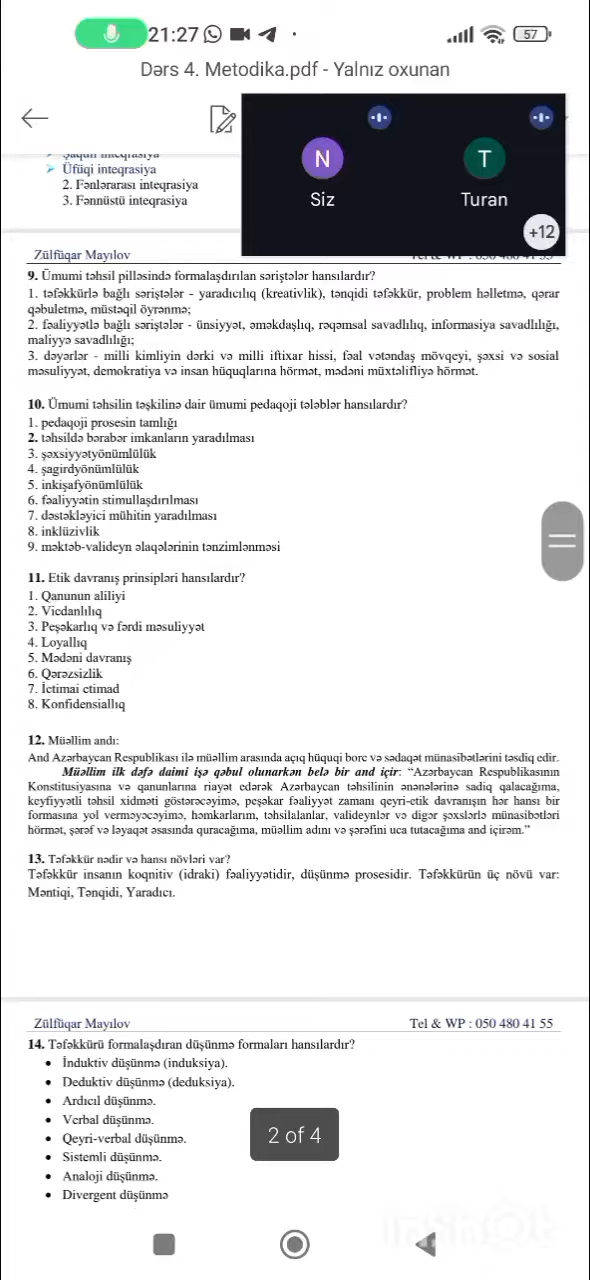 21:27
57
Dərs 4. Metodika.pdf - Yalnız oxunan
N
Siz
T
Turan
+12
Üfüqi inteqrasiya
2. Fənlərarası inteqrasiya
3. Fənnüstü inteqrasiya
Zülfüqar Mayılov
9. Ümumi təhsil pilləsində formalaşdırılan səriştələr hansılardır?
1. təfəkkürlə bağlı səriştələr - yaradıcılıq (kreativlik), tənqidi təfəkkür, problem həlletmə, qərar
qəbuletmə, müstəqil öyrənmə;
2. fəaliyyətlə bağlı səriştələr - ünsiyyət, əməkdaşlıq, rəqəmsal savadlılıq, informasiya savadlılığı,
maliyyə savadlılığı;
3. dəyərlər - milli kimliyin dərki və milli iftixar hissi, fəal vətəndaş mövqeyi, şəxsi və sosial
məsuliyyət, demokratiya və insan hüquqlarına hörmət, mədəni müxtəlifliyə hörmət.
10. Ümumi təhsilin təşkilinə dair ümumi pedaqoji tələblər hansılardır?
1. pedaqoji prosesin tamlığı
2. təhsildə bərabər imkanların yaradılması
3. şəxsiyyətyönümlülük
4. şagirdyönümlülük
5. inkişafyönümlülük
6. fəaliyyətin stimullaşdırılması
7. dəstəkləyici mühitin yaradılması
8. inklüzivlik
9. məktəb-valideyn əlaqələrinin tənzimlənməsi
11. Etik davranış prinsipləri hansılardır?
1. Qanunun aliliyi
2. Vicdanlılıq
3. Peşəkarlıq və fərdi məsuliyyət
4. Loyallıq
5. Mədəni davranış
6. Qərəzsizlik
7. İctimai etimad
8. Konfidensiallıq
12. Müəllim andı:
And Azərbaycan Respublikası ilə müəllim arasında açıq hüquqi borc və sədaqət münasibətlərini təsdiq edir.
Müəllim ilk dəfə daimi işə qəbul olunarkən belə bir and içir: “Azərbaycan Respublikasının
Konstitusiyasına və qanunlarına riayət edərək Azərbaycan təhsilinin ənənələrinə sadiq qalacağıma,
keyfiyyətli təhsil xidməti göstərəcəyimə, peşəkar fəaliyyət zamanı qeyri-etik davranışın hər hansı bir
formasına yol verməyəcəyimə, həmkarlarım, təhsilalanlar, valideynlər və digər şəxslərlə münasibətləri
hörmət, şərəf və ləyaqət əsasında quracağıma, müəllim adını və şərəfini uca tutacağıma and içirəm.”
13. Təfəkkür nədir və hansı növləri var?
Təfəkkür insanın koqnitiv (idraki) fəaliyyətidir, düşünmə prosesidir. Təfəkkürün üç növü var:
Məntiqi, Tənqidi, Yaradıcı.
Zülfüqar Mayılov Tel & WP : 050 480 41 55
14. Təfəkkürü formalaşdıran düşünmə formaları hansılardır?
• İnduktiv düşünmə (induksiya).
• Deduktiv düşünmə (deduksiya).
• Ardıcıl düşünmə.
• Verbal düşünmə.
• Qeyri-verbal düşünmə.
• Sistemli düşünmə.
• Analoji düşünmə.
• Divergent düşünmə
2 of 4